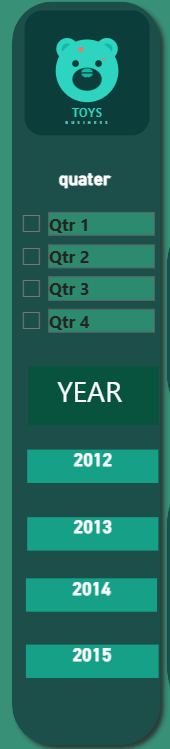 TOYS
BUSINESS
quater
Qtr 1
Qtr 2
Qtr 3
Qtr 4
YEAR
2012
2013
2014
2015